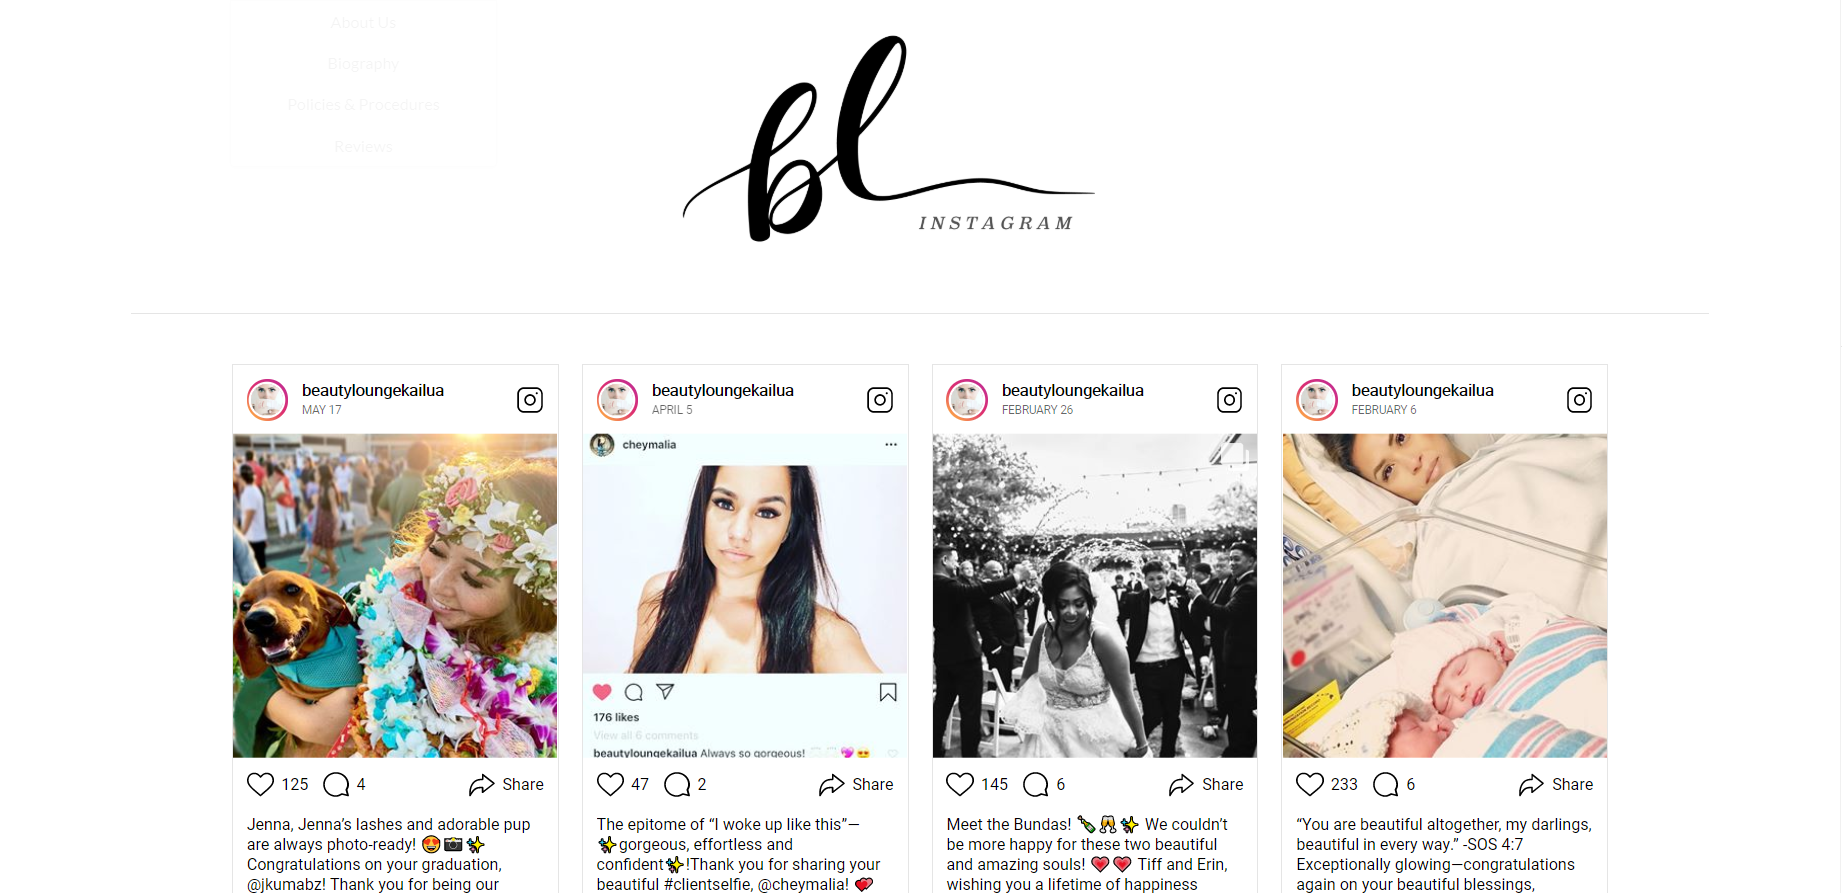 About Us
Biography
Policies & Procedures
Reviews
bl
INSTAGRAM
beautyloungekailua
MAY 17
125
4
Share
Jenna, Jenna’s lashes and adorable pup
are always photo-ready! 🤩📸✨
Congratulations on your graduation,
@jkumabz! Thank you for being our
beautyloungekailua
APRIL 5
cheymalia
176 likes
View all 6 comments
beautyloungekailua Always so gorgeous!
47
2
Share
The epitome of “I woke up like this”—
✨gorgeous, effortless and
confident✨!Thank you for sharing your
beautiful #clientselfie, @cheymalia! 💕
beautyloungekailua
FEBRUARY 26
145
6
Share
Meet the Bundas! 🍾🥂✨ We couldn’t
be more happy for these two beautiful
and amazing souls! ❤️❤️ Tiff and Erin,
wishing you a lifetime of happiness
beautyloungekailua
FEBRUARY 6
233
6
Share
“You are beautiful altogether, my darlings,
beautiful in every way.” -SOS 4:7
Exceptionally glowing—congratulations
again on your beautiful blessings,